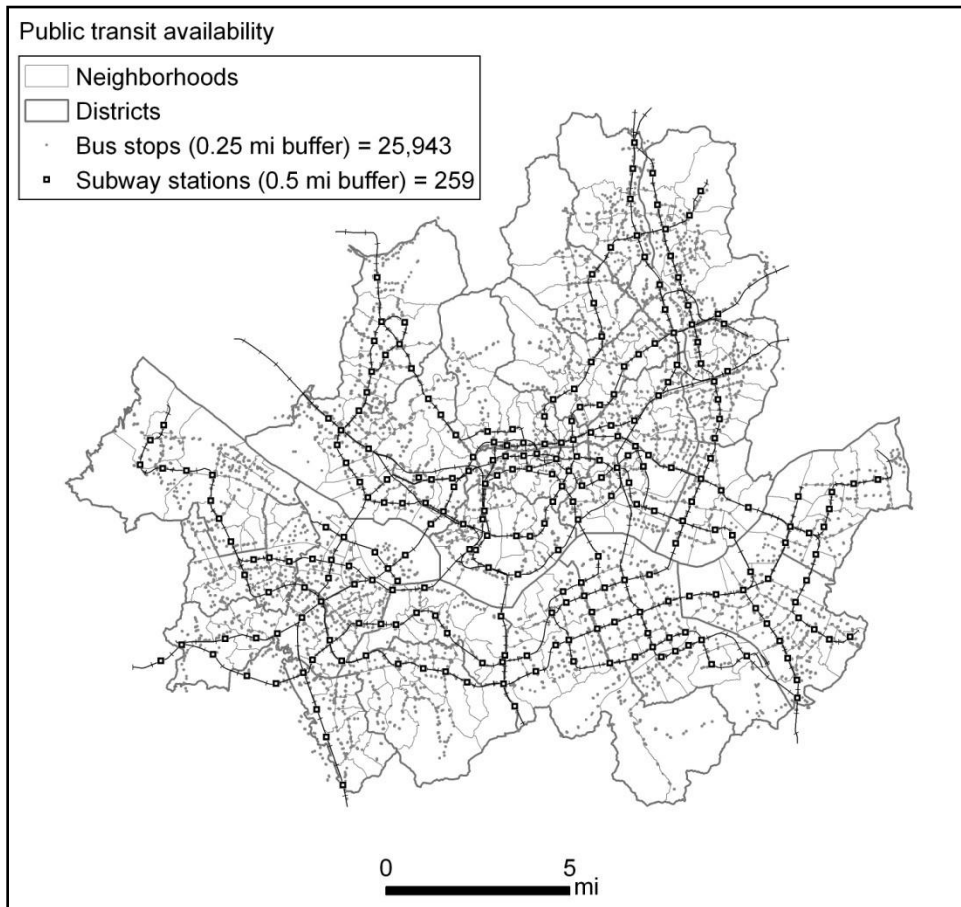 Public transit availability
Neighborhoods
Districts
Bus stops (0.25 mi buffer) = 25,943
Subway stations (0.5 mi buffer) = 259
0 5
mi